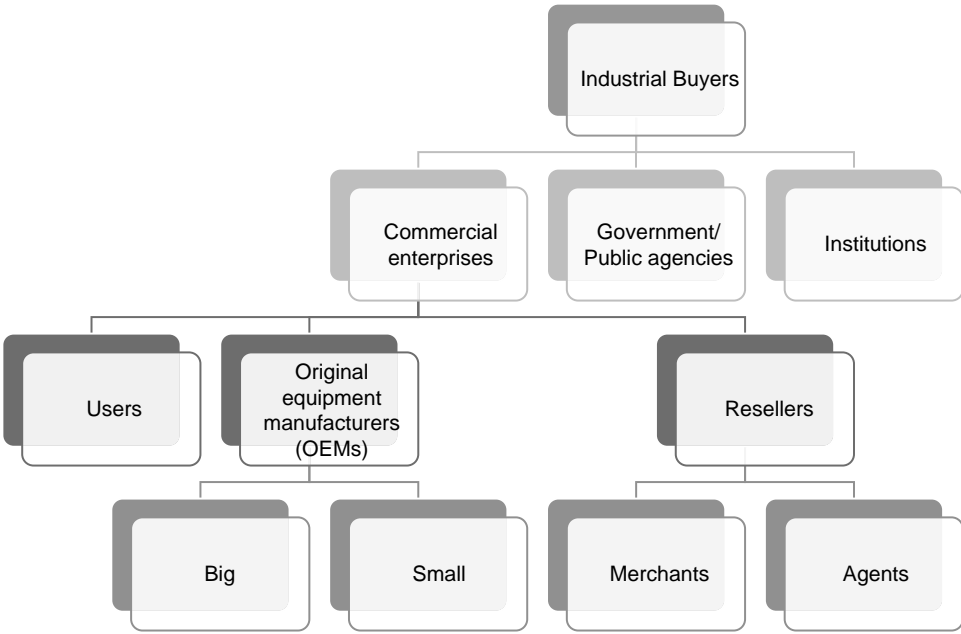 Industrial Buyers
Commercial
enterprises
Government/
Public agencies
Institutions
Users
Original
equipment
manufacturers
(OEMs)
Resellers
Big
Small
Merchants
Agents